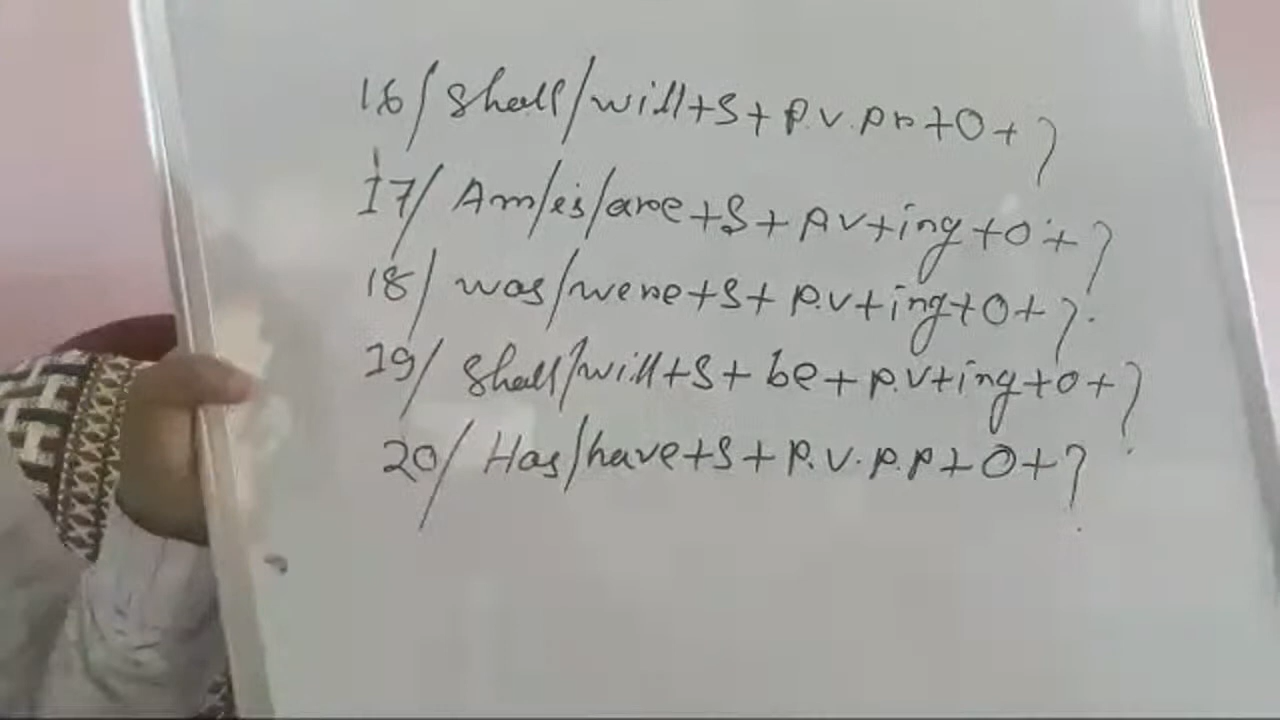 16/ Shall/will+S+P.V.Pr+O+?
17/ Am/is/are+S+P.V+ing+O+?
18/ was/were+S+P.V+ing+O+?
19/ Shall/will+S+be+P.V+ing+O+?
20/ Has/have+S+P.V.P.P+O+?